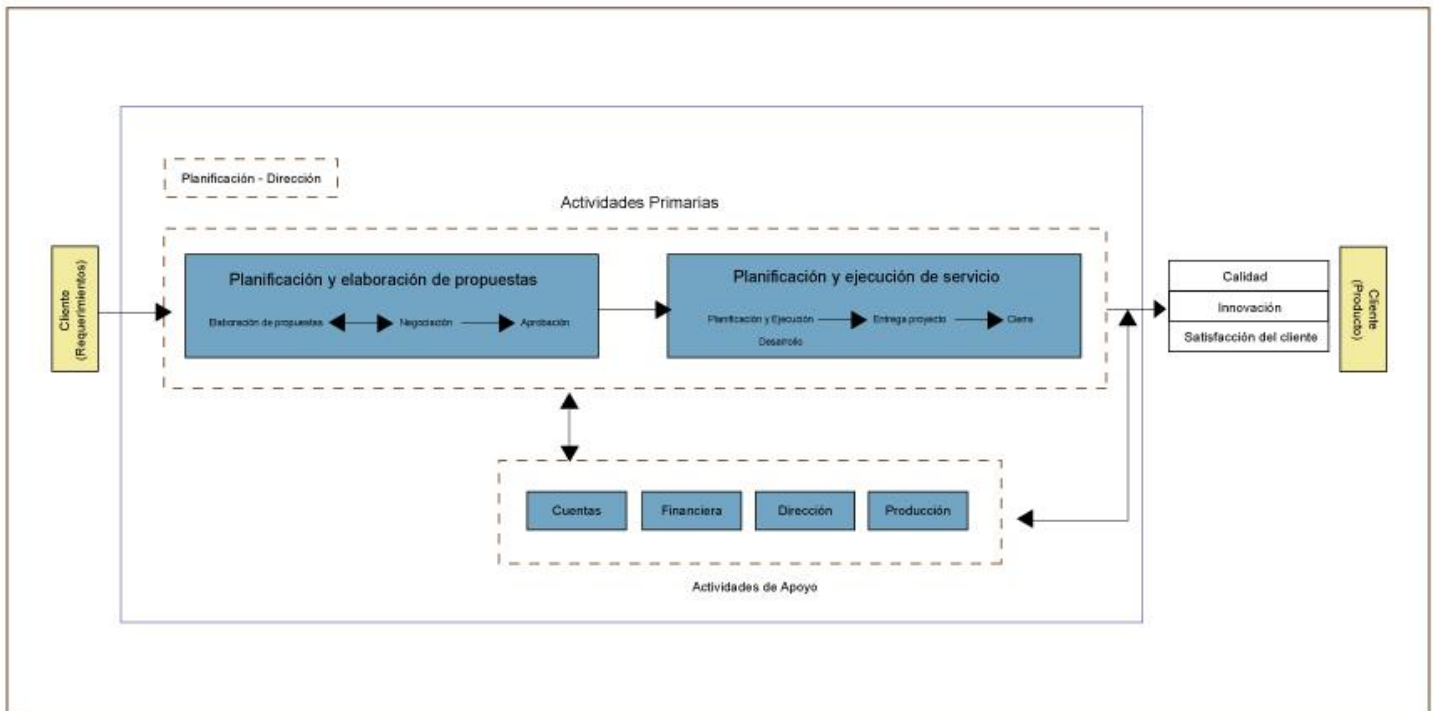 Planificación - Dirección
Actividades Primarias
Cliente
(Requerimientos)
Planificación y elaboración de propuestas
Elaboración de propuestas
Negociación
Aprobación
Planificación y ejecución de servicio
Planificación y Ejecución
Entrega proyecto
Cierre
Desarrollo
Calidad
Innovación
Satisfacción del cliente
Cliente
(Producto)
Cuentas
Financiera
Dirección
Producción
Actividades de Apoyo